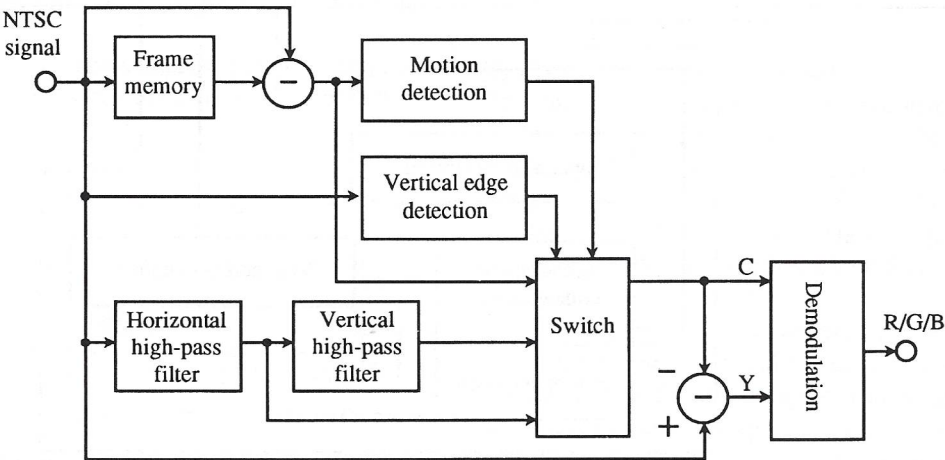 NTSC
signal
Frame
memory
−
Motion
detection
Vertical edge
detection
Horizontal
high-pass
filter
Vertical
high-pass
filter
Switch
C
−
−
+
Y
Demodulation
R/G/B